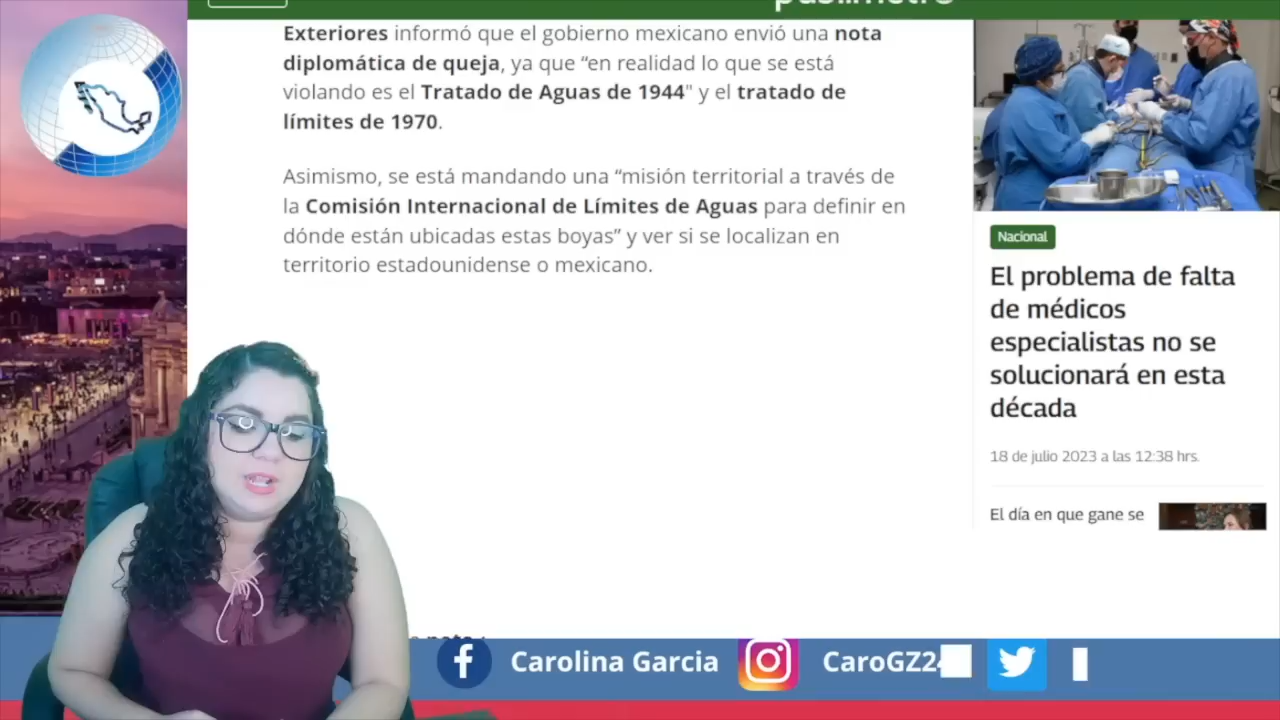 Exteriores informó que el gobierno mexicano envió una nota
diplomática de queja, ya que “en realidad lo que se está
violando es el Tratado de Aguas de 1944" y el tratado de
límites de 1970.
Asimismo, se está mandando una “misión territorial a través de
la Comisión Internacional de Límites de Aguas para definir en
dónde están ubicadas estas boyas” y ver si se localizan en
territorio estadounidense o mexicano.
Nacional
El problema de falta
de médicos
especialistas no se
solucionará en esta
década
18 de julio 2023 a las 12:38 hrs.
El día en que gane se
Carolina Garcia
CaroGZ24